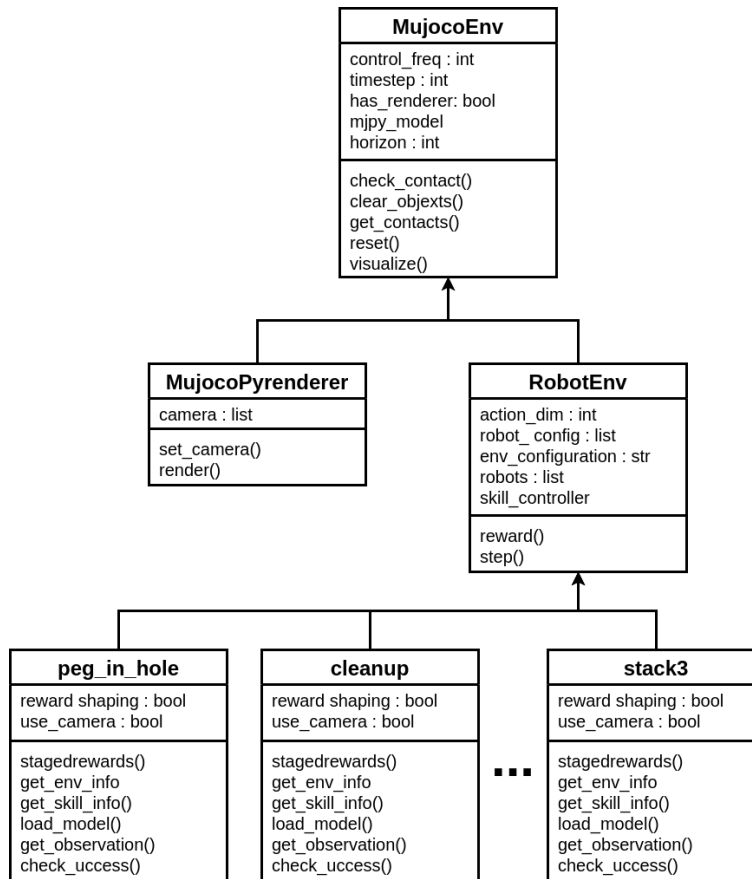 MujocoEnv
control_freq : int
timestep : int
has_renderer: bool
mjpy_model
horizon : int
check_contact()
clear_objexts()
get_contacts()
reset()
visualize()
MujocoPyrenderer
camera : list
set_camera()
render()
RobotEnv
action_dim : int
robot_ config : list
env_configuration : str
robots : list
skill_controller
reward()
step()
peg_in_hole
reward shaping : bool
use_camera : bool
stagedrewards()
get_env_info
get_skill_info()
load_model()
get_observation()
check_uccess()
cleanup
reward shaping : bool
use_camera : bool
stagedrewards()
get_env_info
get_skill_info()
load_model()
get_observation()
check_uccess()
...
stack3
reward shaping : bool
use_camera : bool
stagedrewards()
get_env_info
get_skill_info()
load_model()
get_observation()
check_uccess()